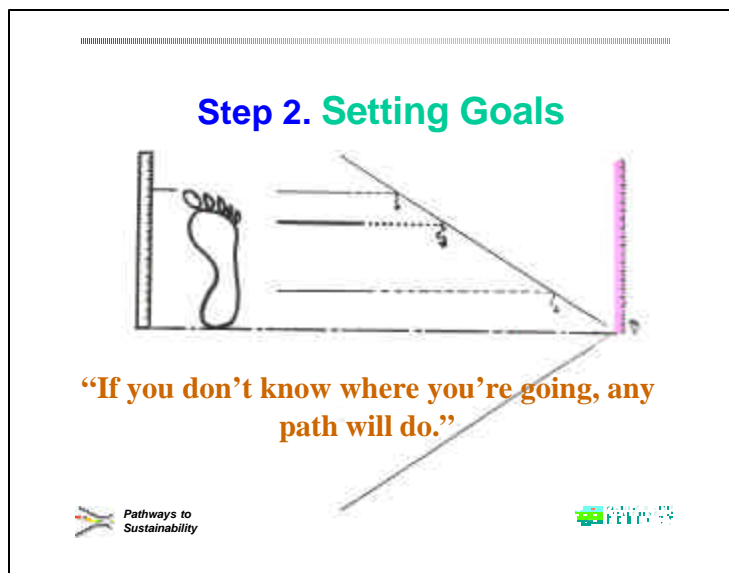 Step 2. Setting Goals
“If you don’t know where you’re going, any
path will do.”
Pathways to
Sustainability